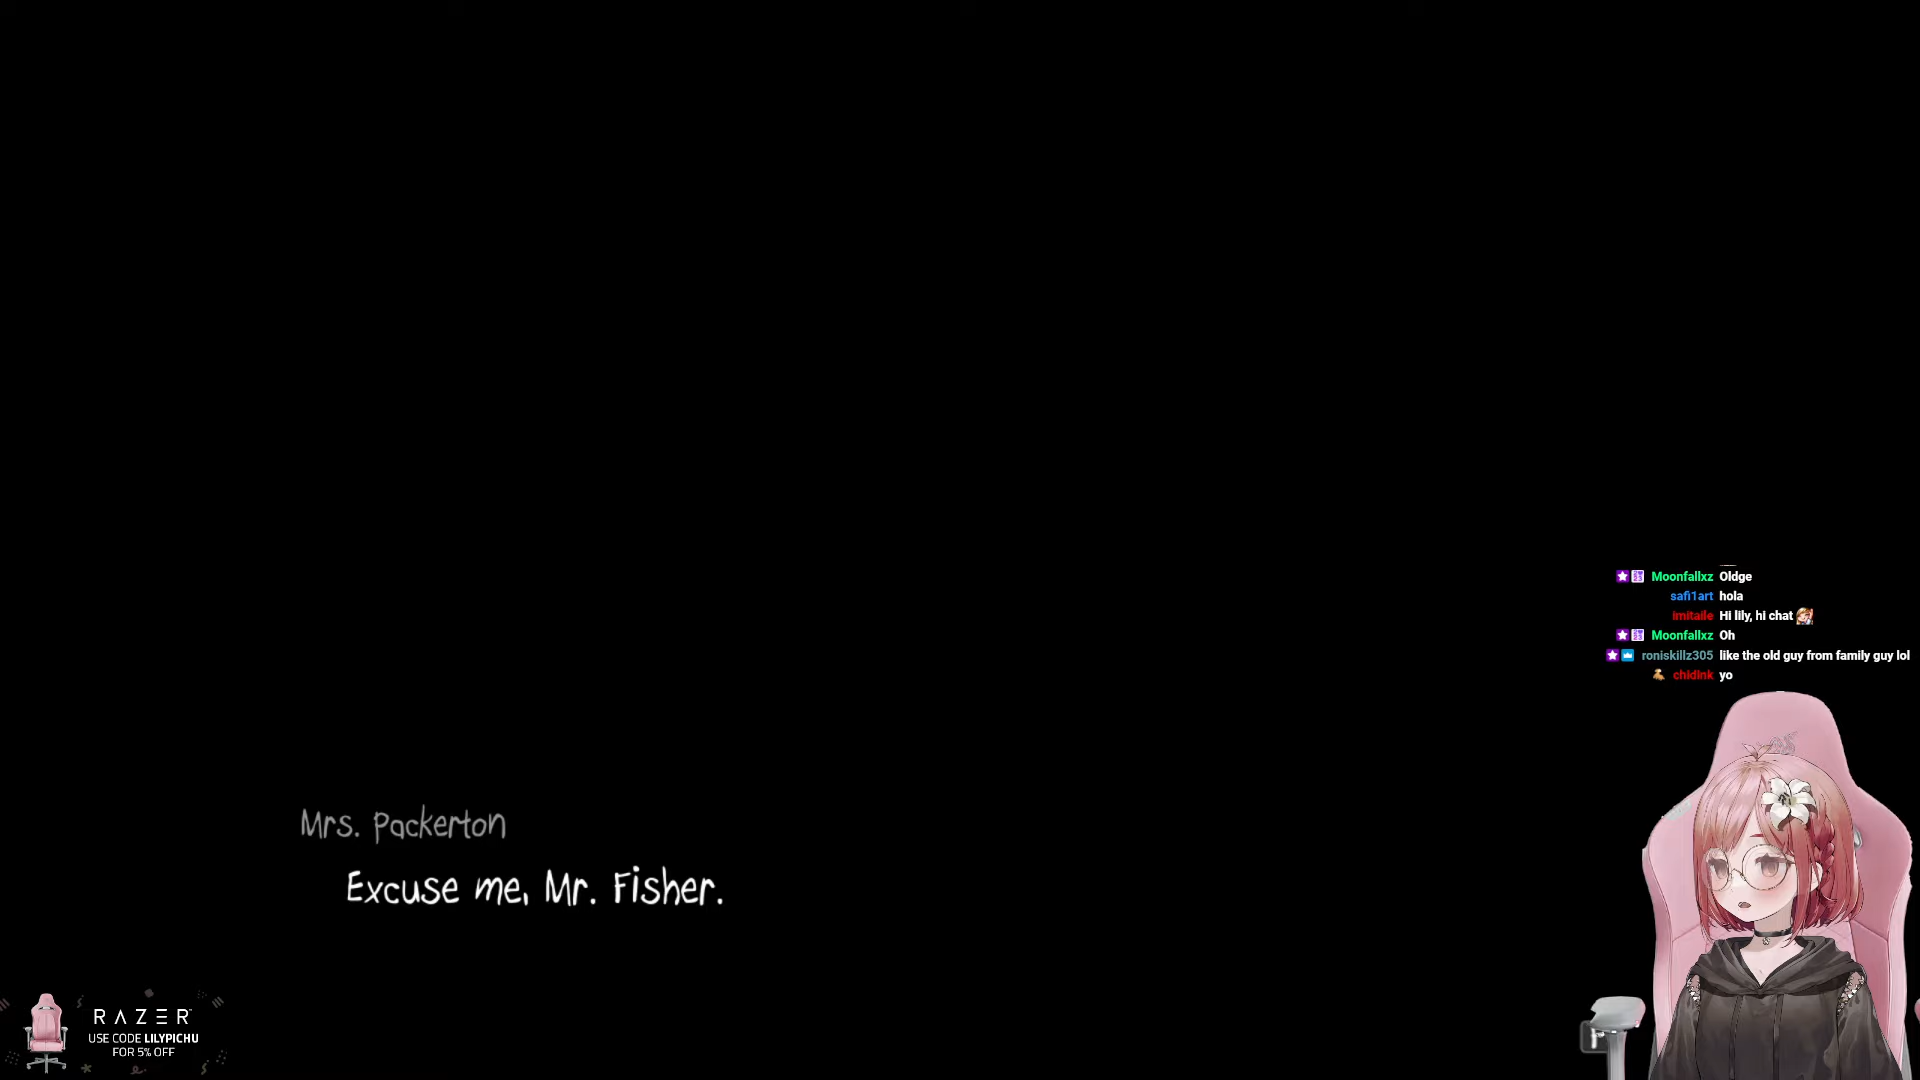 Moonfallxz Oldge
safi1art hola
imitaile Hi lily, hi chat
Moonfallxz Oh
roniskillz305 like the old guy from family guy lol
chidink yo
Mrs. Packerton
Excuse me, Mr. Fisher.
RAZER
USE CODE LILYPICHU
FOR 5% OFF